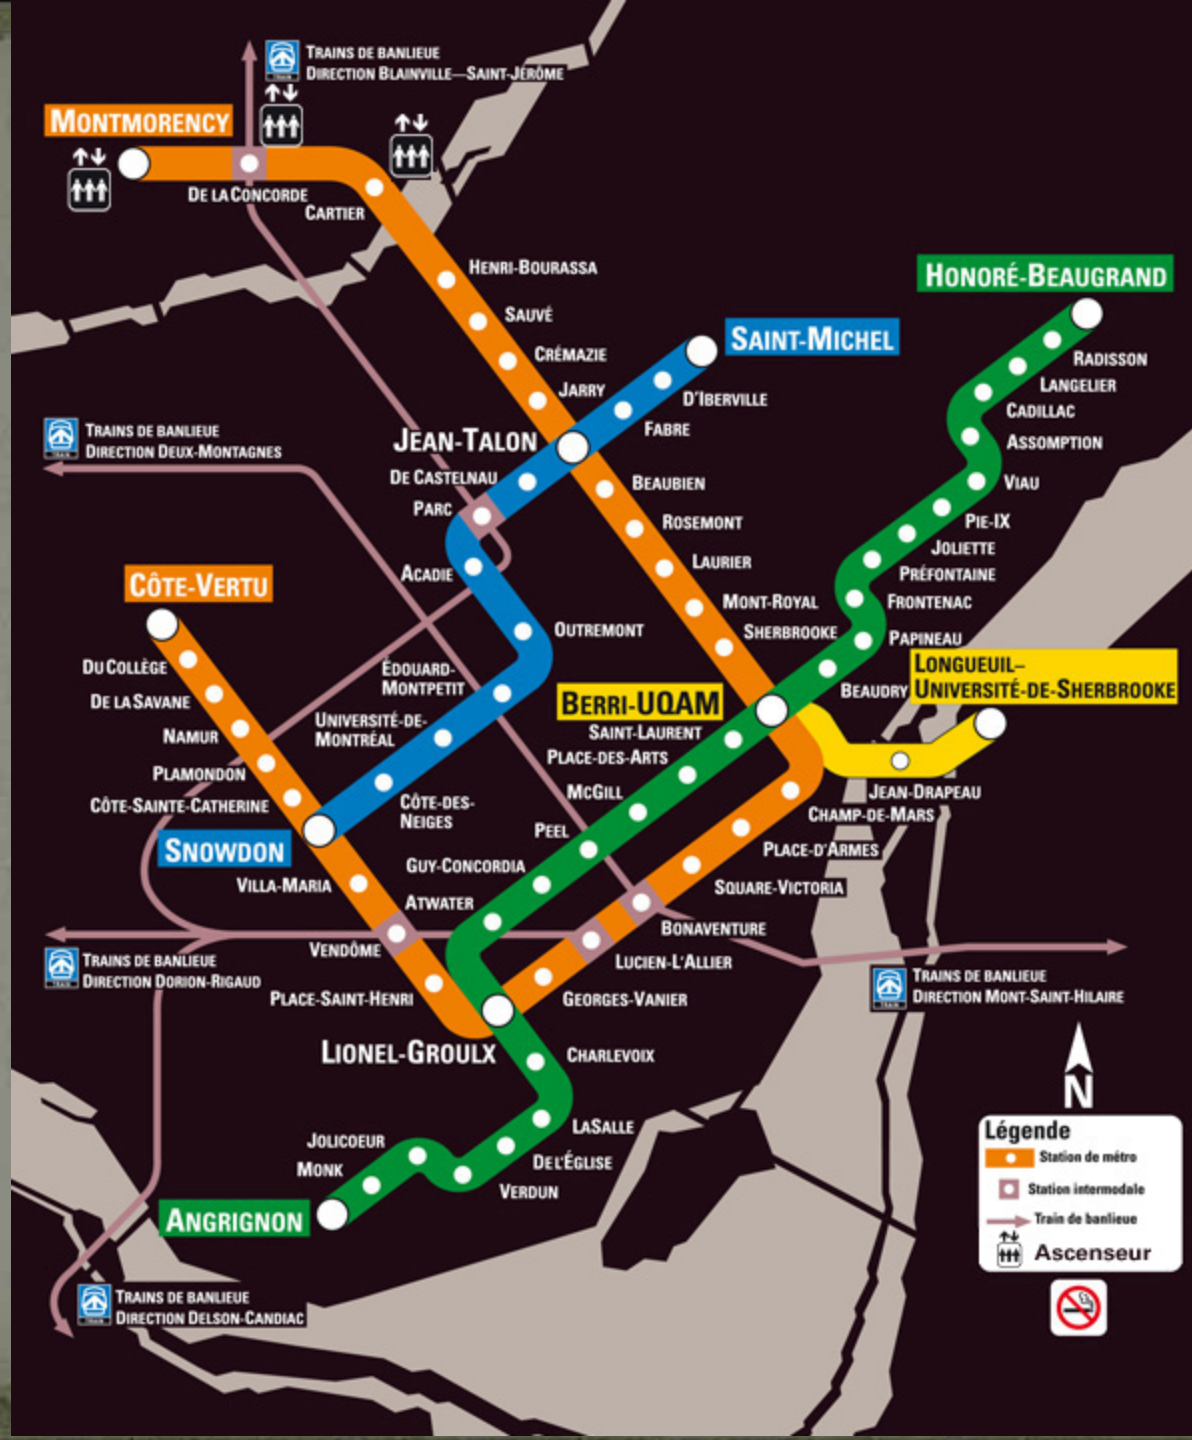 TRAINS DE BANLIEUE
DIRECTION BLAINVILLE—SAINT-JÉRÔME
MONTMORENCY
DE LA CONCORDE
CARTIER
HENRI-BOURASSA
HONORÉ-BEAUGRAND
SAUVÉ
SAINT-MICHEL
CRÉMAZIE
RADISSON
JARRY
LANGELIER
D'IBERVILLE
CADILLAC
FABRE
TRAINS DE BANLIEUE
DIRECTION DEUX-MONTAGNES
JEAN-TALON
ASSOMPTION
DE CASTELNAU
BEAUBIEN
VIAU
PARC
ROSEMONT
PIE-IX
JOLIETTE
LAURIER
ACADIE
PRÉFONTAINE
CÔTE-VERTU
MONT-ROYAL
FRONTENAC
OUTREMONT
SHERBROOKE
PAPINEAU
DU COLLÈGE
ÉDOUARD-
MONTPETIT
LONGUEUIL–
UNIVERSITÉ-DE-SHERBROOKE
BEAUDRY
DE LA SAVANE
BERRI-UQAM
UNIVERSITÉ-DE-
MONTRÉAL
NAMUR
SAINT-LAURENT
PLACE-DES-ARTS
PLAMONDON
MCGILL
JEAN-DRAPEAU
CÔTE-SAINTE-CATHERINE
CÔTE-DES-
NEIGES
CHAMP-DE-MARS
PEEL
SNOWDON
PLACE-D'ARMES
GUY-CONCORDIA
VILLA-MARIA
SQUARE-VICTORIA
ATWATER
BONAVENTURE
VENDÔME
LUCIEN-L'ALLIER
TRAINS DE BANLIEUE
DIRECTION DORION-RIGAUD
TRAINS DE BANLIEUE
DIRECTION MONT-SAINT-HILAIRE
PLACE-SAINT-HENRI
GEORGES-VANIER
LIONEL-GROULX
CHARLEVOIX
N
LASALLE
JOLICOEUR
DE L'ÉGLISE
MONK
VERDUN
ANGRIGNON
Légende
Station de métro
Station intermodale
Train de banlieue
Ascenseur
TRAINS DE BANLIEUE
DIRECTION DELSON-CANDIAC